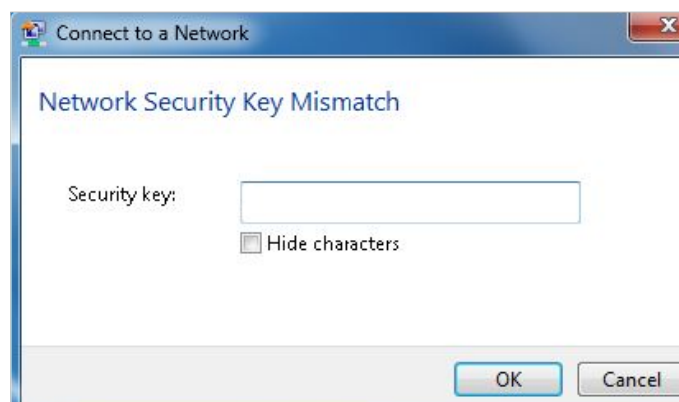 Connect to a Network
Network Security Key Mismatch
Security key:
Hide characters
OK
Cancel